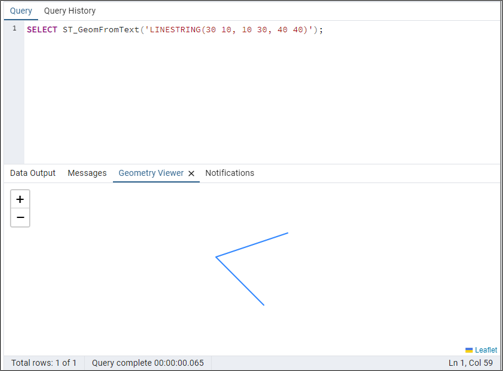 Query Query History
1 SELECT ST_GeomFromText('LINESTRING(30 10, 10 30, 40 40)');
Data Output Messages Geometry Viewer × Notifications
+
−
Leaflet
Total rows: 1 of 1 Query complete 00:00:00.065 Ln 1, Col 59